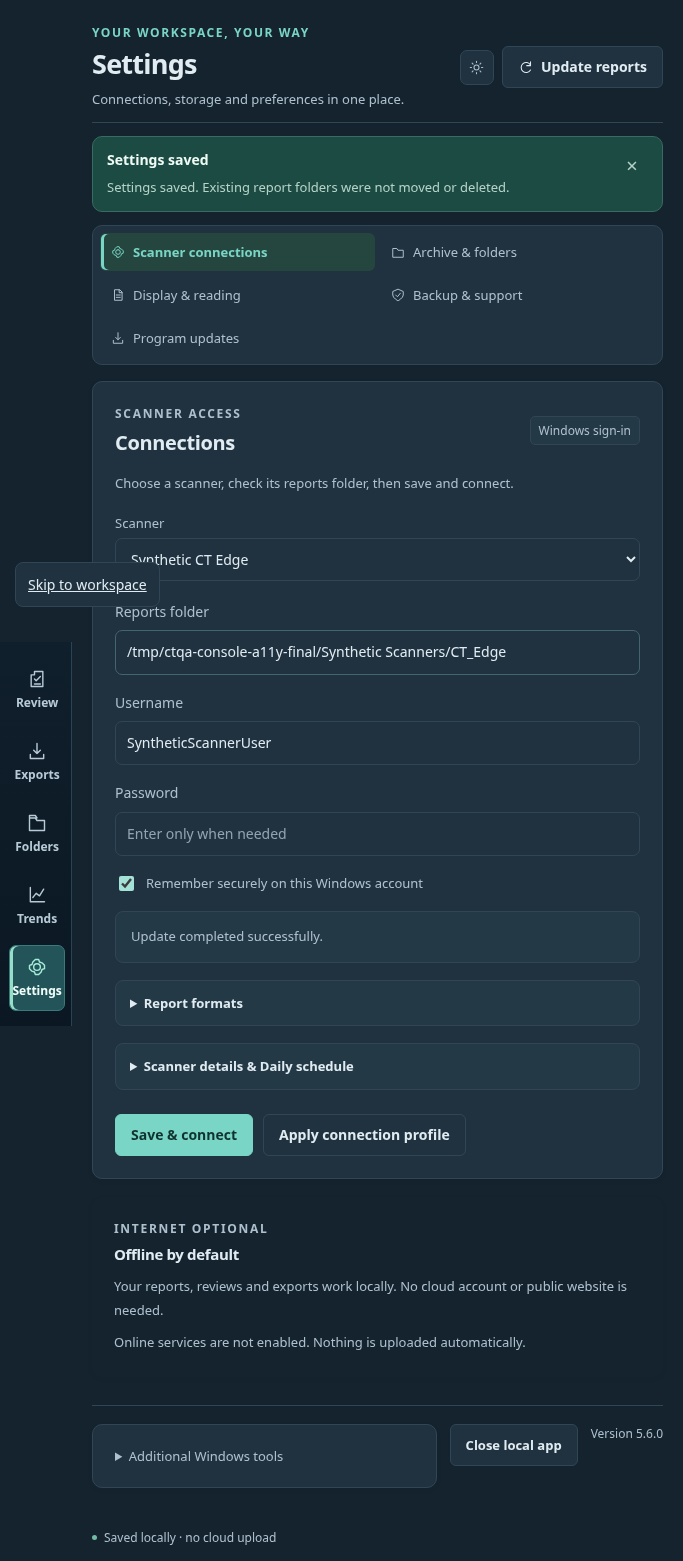 YOUR WORKSPACE, YOUR WAY
Settings
Update reports
Connections, storage and preferences in one place.
Settings saved
Settings saved. Existing report folders were not moved or deleted.
Scanner connections
Archive & folders
Display & reading
Backup & support
Program updates
SCANNER ACCESS
Connections
Windows sign-in
Choose a scanner, check its reports folder, then save and connect.
Scanner
Synthetic CT Edge
Skip to workspace
Reports folder
/tmp/ctqa-console-a11y-final/Synthetic Scanners/CT_Edge
Username
SyntheticScannerUser
Password
Enter only when needed
Remember securely on this Windows account
Update completed successfully.
Report formats
Scanner details & Daily schedule
Save & connect
Apply connection profile
Review
Exports
Folders
Trends
Settings
INTERNET OPTIONAL
Offline by default
Your reports, reviews and exports work locally. No cloud account or public website is
needed.
Online services are not enabled. Nothing is uploaded automatically.
Additional Windows tools
Close local app
Version 5.6.0
Saved locally · no cloud upload